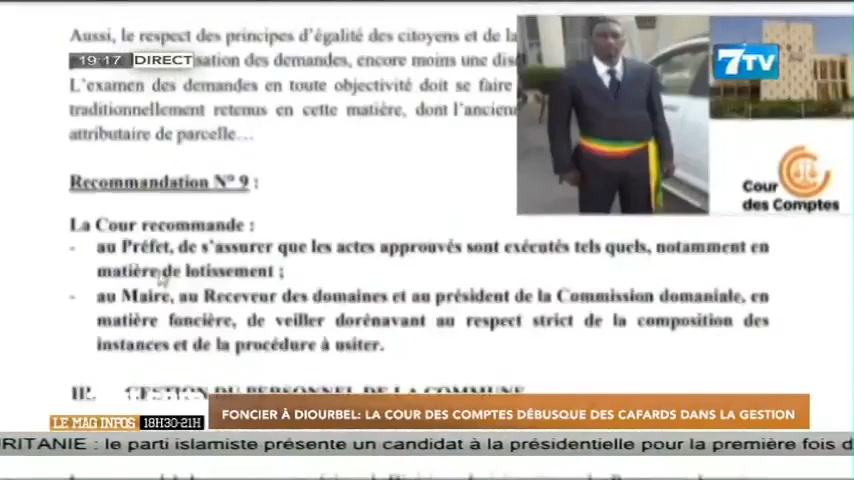 Aussi, le respect des principes d'égalité des citoyens et de la
19:17 DIRECT sation des demandes, encore moins une dis
L'examen des demandes en toute objectivité doit se faire
traditionnellement retenus en cette matière, dont l'ancien
attributaire de parcelle…
7TV
Cour
des Comptes
Recommandation N° 9 :
La Cour recommande :
- au Préfet, de s'assurer que les actes approuvés sont exécutés tels quels, notamment en
matière de lotissement ;
- au Maire, au Receveur des domaines et au président de la Commission domaniale, en
matière foncière, de veiller dorénavant au respect strict de la composition des
instances et de la procédure à usiter.
GESTION DU PERSONNEL DE LA COMMUNE
FONCIER À DIOURBEL: LA COUR DES COMPTES DÉBUSQUE DES CAFARDS DANS LA GESTION
LE MAG INFOS 18H30-21H
URITANIE : le parti islamiste présente un candidat à la présidentielle pour la première fois d